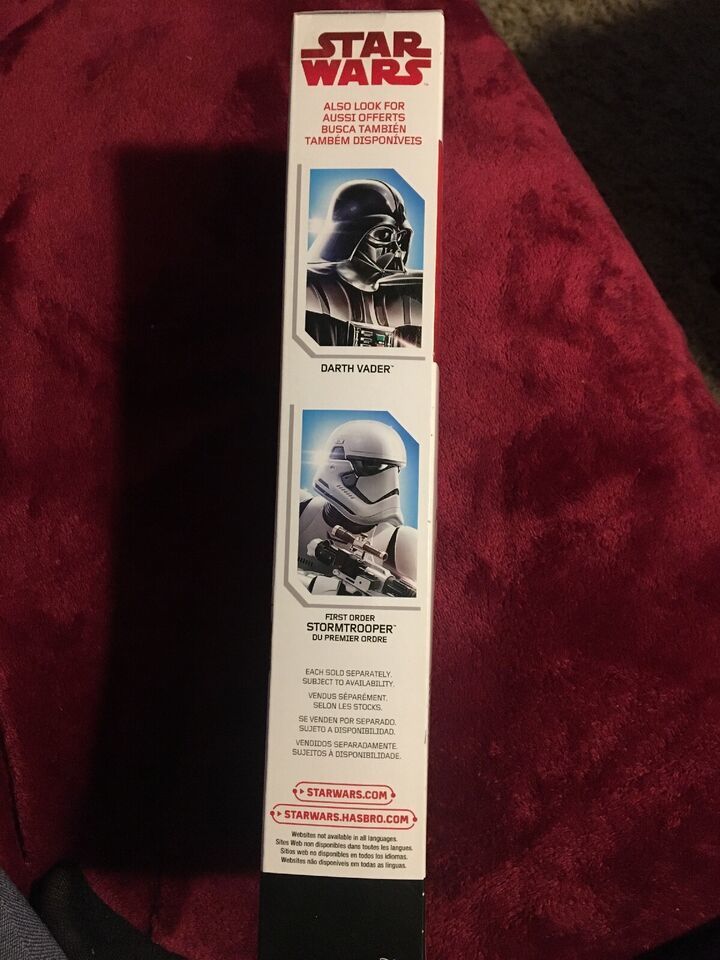 STAR
WARS
ALSO LOOK FOR
AUSSI OFFERTS
BUSCA TAMBIÉN
TAMBÉM DISPONÍVEIS
DARTH VADER™
FIRST ORDER
STORMTROOPER™
DU PREMIER ORDRE
EACH SOLD SEPARATELY.
SUBJECT TO AVAILABILITY.
VENDUS SÉPARÉMENT.
SELON LES STOCKS.
SE VENDEN POR SEPARADO.
SUJETO A DISPONIBILIDAD.
VENDIDOS SEPARADAMENTE.
SUJEITOS À DISPONIBILIDADE.
STARWARS.COM
STARWARS.HASBRO.COM
Websites not available in all languages.
Sites Web non disponibles dans toutes les langues.
Sitios web no disponibles en todos los idiomas.
Websites não disponíveis em todas as línguas.